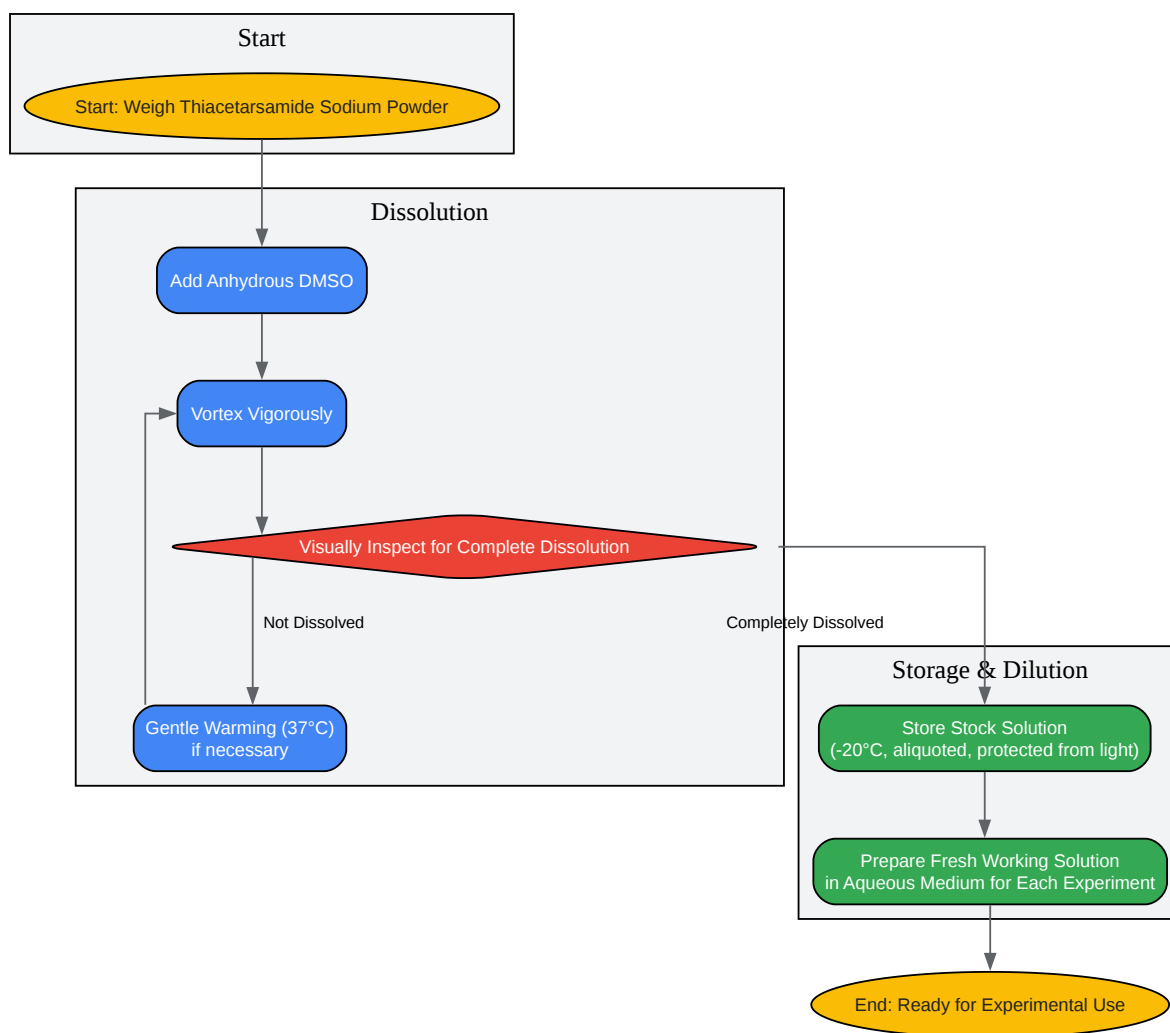 Start
Start: Weigh Thiacetarsamide Sodium Powder
Dissolution
Add Anhydrous DMSO
Vortex Vigorously
Visually Inspect for Complete Dissolution
Not Dissolved
Completely Dissolved
Gentle Warming (37°C)
if necessary
Storage & Dilution
Store Stock Solution
(-20°C, aliquoted, protected from light)
Prepare Fresh Working Solution
in Aqueous Medium for Each Experiment
End: Ready for Experimental Use